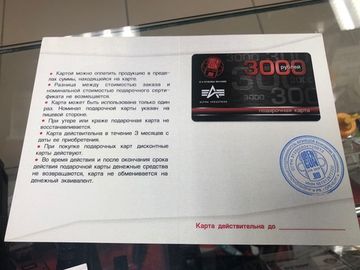 • Картой можно оплатить продукцию в преде-
лах суммы, находящейся на карте.
• Разница между стоимостью заказа и
номинальной стоимостью подарочного серти-
фиката не возвращаются.
• Карта может быть использована только один
раз. Номинал подарочной карты указан на
лицевой стороне.
• При утере или краже подарочная карта не
восстанавливается.
• Карта действительна в течение 3 месяцев с
даты ее приобретения.
• При покупке подарочных карт дисконтные
карты действуют.
• Во время действия и после окончания срока
действия подарочной карты денежные средства
не возвращаются, карта не обменивается на
денежный эквивалент.
3000
3000 рублей
ALPHA INDUSTRIES
подарочная карта
Карта действительна до